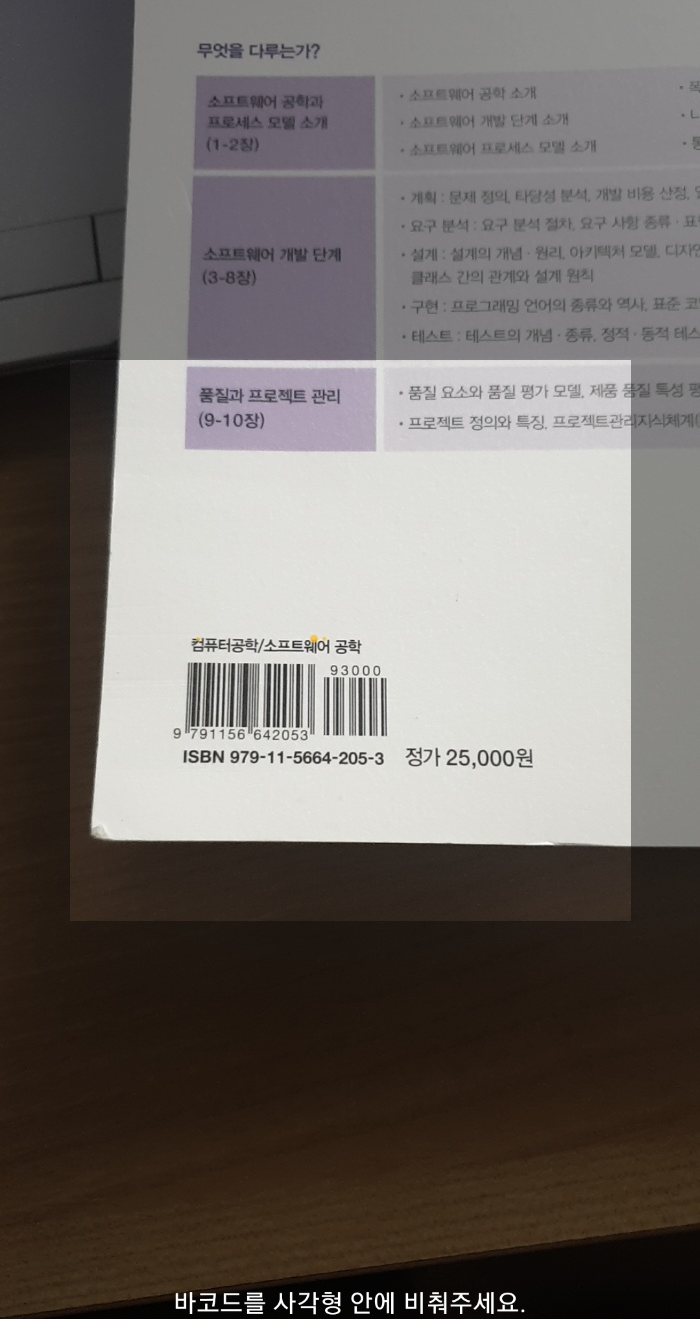 무엇을 다루는가?
소프트웨어 공학과
프로세스 모델 소개
(1-2장)
• 소프트웨어 공학 소개
• 소프트웨어 개발 단계 소개
• 소프트웨어 프로세스 모델 소개
소프트웨어 개발 단계
(3-8장)
• 계획 : 문제 정의, 타당성 분석, 개발 비용 산정,
• 요구 분석 : 요구 분석 절차, 요구 사항 종류 ·
• 설계 : 설계의 개념 · 원리, 아키텍처 모델,
클래스 간의 관계와 설계 원칙
• 구현 : 프로그래밍 언어의 종류와 역사, 표준
• 테스트 : 테스트의 개념 · 종류, 정적 · 동적
품질과 프로젝트 관리
(9-10장)
• 품질 요소와 품질 평가 모델, 제품 품질 특성
• 프로젝트 정의와 특징, 프로젝트관리지식체계(
컴퓨터공학/소프트웨어 공학
93000
9 791156 642053
ISBN 979-11-5664-205-3 정가 25,000원
바코드를 사각형 안에 비춰주세요.